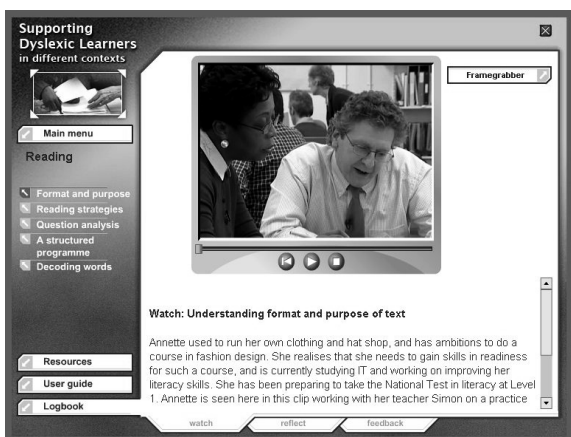 Supporting
Dyslexic Learners
in different contexts
Framegrabber
Main menu
Reading
Format and purpose
Reading strategies
Question analysis
A structured
programme
Decoding words
Watch: Understanding format and purpose of text
Annette used to run her own clothing and hat shop, and has ambitions to do a
course in fashion design. She realises that she needs to gain skills in readiness
for such a course, and is currently studying IT and working on improving her
literacy skills. She has been preparing to take the National Test in literacy at Level
1. Annette is seen here in this clip working with her teacher Simon on a practice
Resources
User guide
Logbook
watch
reflect
feedback